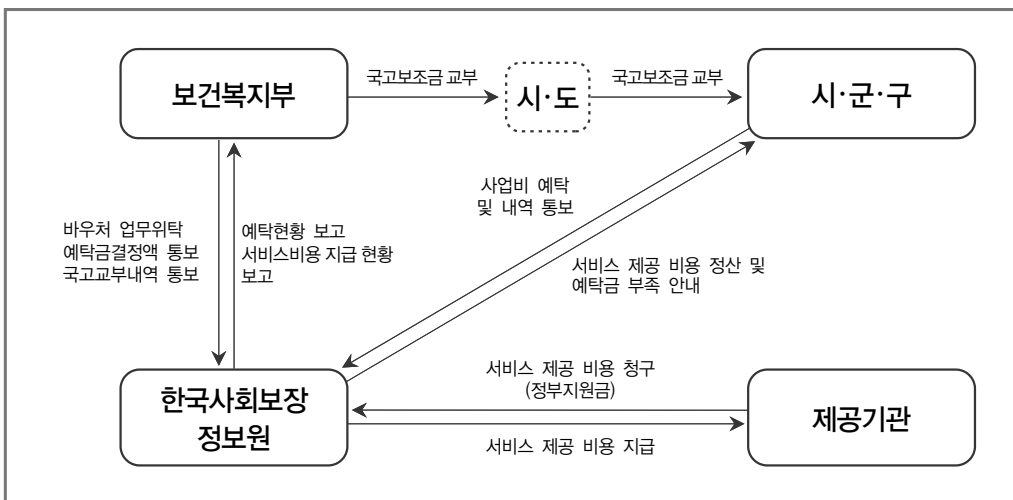 보건복지부
국고보조금 교부
시·도
국고보조금 교부
시·군·구
바우처 업무위탁
예탁금결정액 통보
국고교부내역 통보
예탁현황 보고
서비스비용 지급 현황
보고
사업비 예탁
및 내역 통보
서비스 제공 비용 정산 및
예탁금 부족 안내
한국사회보장
정보원
서비스 제공 비용 청구
(정부지원금)
서비스 제공 비용 지급
제공기관